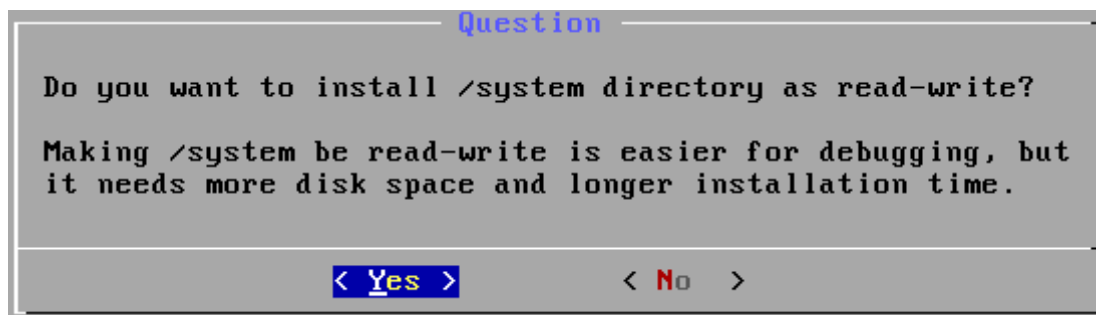 Question
Do you want to install /system directory as read-write?
Making /system be read-write is easier for debugging, but
it needs more disk space and longer installation time.
< Yes > < No >